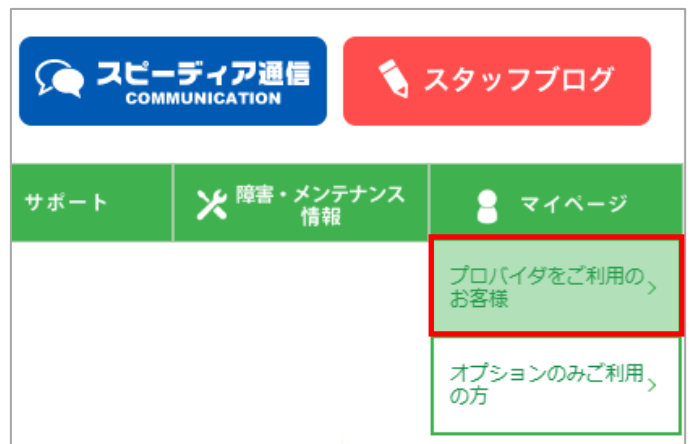 スピーディア通信
COMMUNICATION
スタッフブログ
サポート
障害・メンテナンス
情報
マイページ
プロバイダをご利用の
お客様
オプションのみご利用
の方